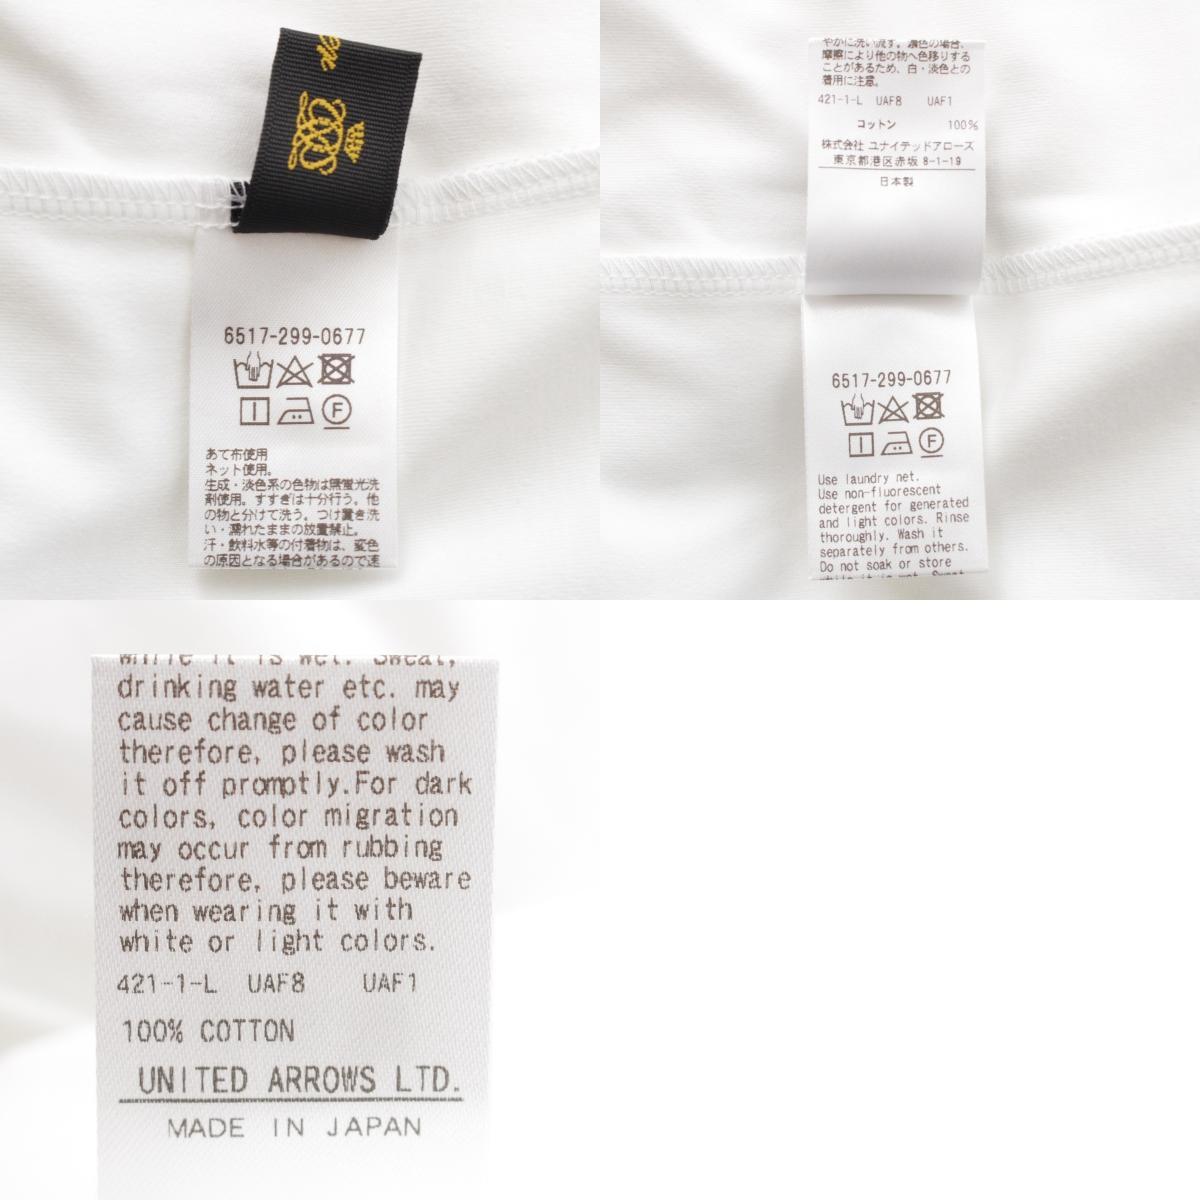 6517-299-0677
あて布使用
ネット使用。
生成・淡色系の色物は無蛍光洗
剤使用。すすぎは十分行う。他
の物と分けて洗う。つけ置き洗
い・濡れたままの放置禁止。
汗・飲料水等の付着物は、変色
の原因となる場合があるので速
やかに洗い流す。濃色の場合、
摩擦により他の物へ色移りする
ことがあるため、白・淡色との
着用に注意。
421-1-L UAF8 UAF1
コットン 100%
株式会社 ユナイテッドアローズ
東京都港区赤坂 8-1-19
日本製
6517-299-0677
Use laundry net.
Use non-fluorescent
detergent for generated
and light colors. Rinse
thoroughly. Wash it
separately from others.
Do not soak or store
while it is wet. Sweat,
while it is wet. Sweat,
drinking water etc. may
cause change of color
therefore, please wash
it off promptly.For dark
colors, color migration
may occur from rubbing
therefore, please beware
when wearing it with
white or light colors.
421-1-L UAF8 UAF1
100% COTTON
UNITED ARROWS LTD.
MADE IN JAPAN